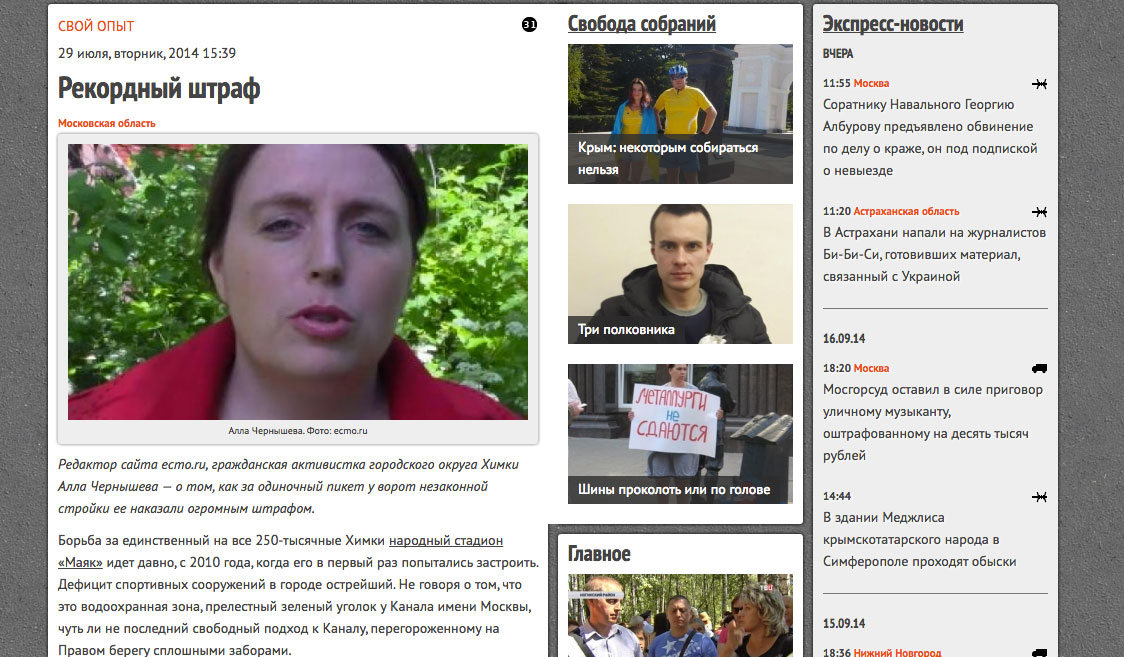 СВОЙ ОПЫТ
31
29 июля, вторник, 2014 15:39
Рекордный штраф
Московская область
Алла Чернышева. Фото: ecmo.ru
Редактор сайта ecmo.ru, гражданская активистка городского округа Химки
Алла Чернышева — о том, как за одиночный пикет у ворот незаконной
стройки ее наказали огромным штрафом.
Борьба за единственный на все 250-тысячные Химки народный стадион
«Маяк» идет давно, с 2010 года, когда его в первый раз попытались застроить.
Дефицит спортивных сооружений в городе острейший. Не говоря о том, что
это водоохранная зона, прелестный зеленый уголок у Канала имени Москвы,
чуть ли не последний свободный подход к Каналу, перегороженному на
Правом берегу сплошными заборами.
Свобода собраний
Крым: некоторым собираться
нельзя
Три полковника
МЕТАЛЛУРГИ
не
СДАЮТСЯ
Шины проколоть или по голове
Главное
НОГИНСКИЙ РАЙОН
ТВЦ
Экспресс-новости
ВЧЕРА
11:55 Москва
Соратнику Навального Георгию
Албурову предъявлено обвинение
по делу о краже, он под подпиской
о невыезде
11:20 Астраханская область
В Астрахани напали на журналистов
Би-Би-Си, готовивших материал,
связанный с Украиной
16.09.14
18:20 Москва
Мосгорсуд оставил в силе приговор
уличному музыканту,
оштрафованному на десять тысяч
рублей
14:44
В здании Меджлиса
крымскотатарского народа в
Симферополе проходят обыски
15.09.14
18:36 Нижний Новгород